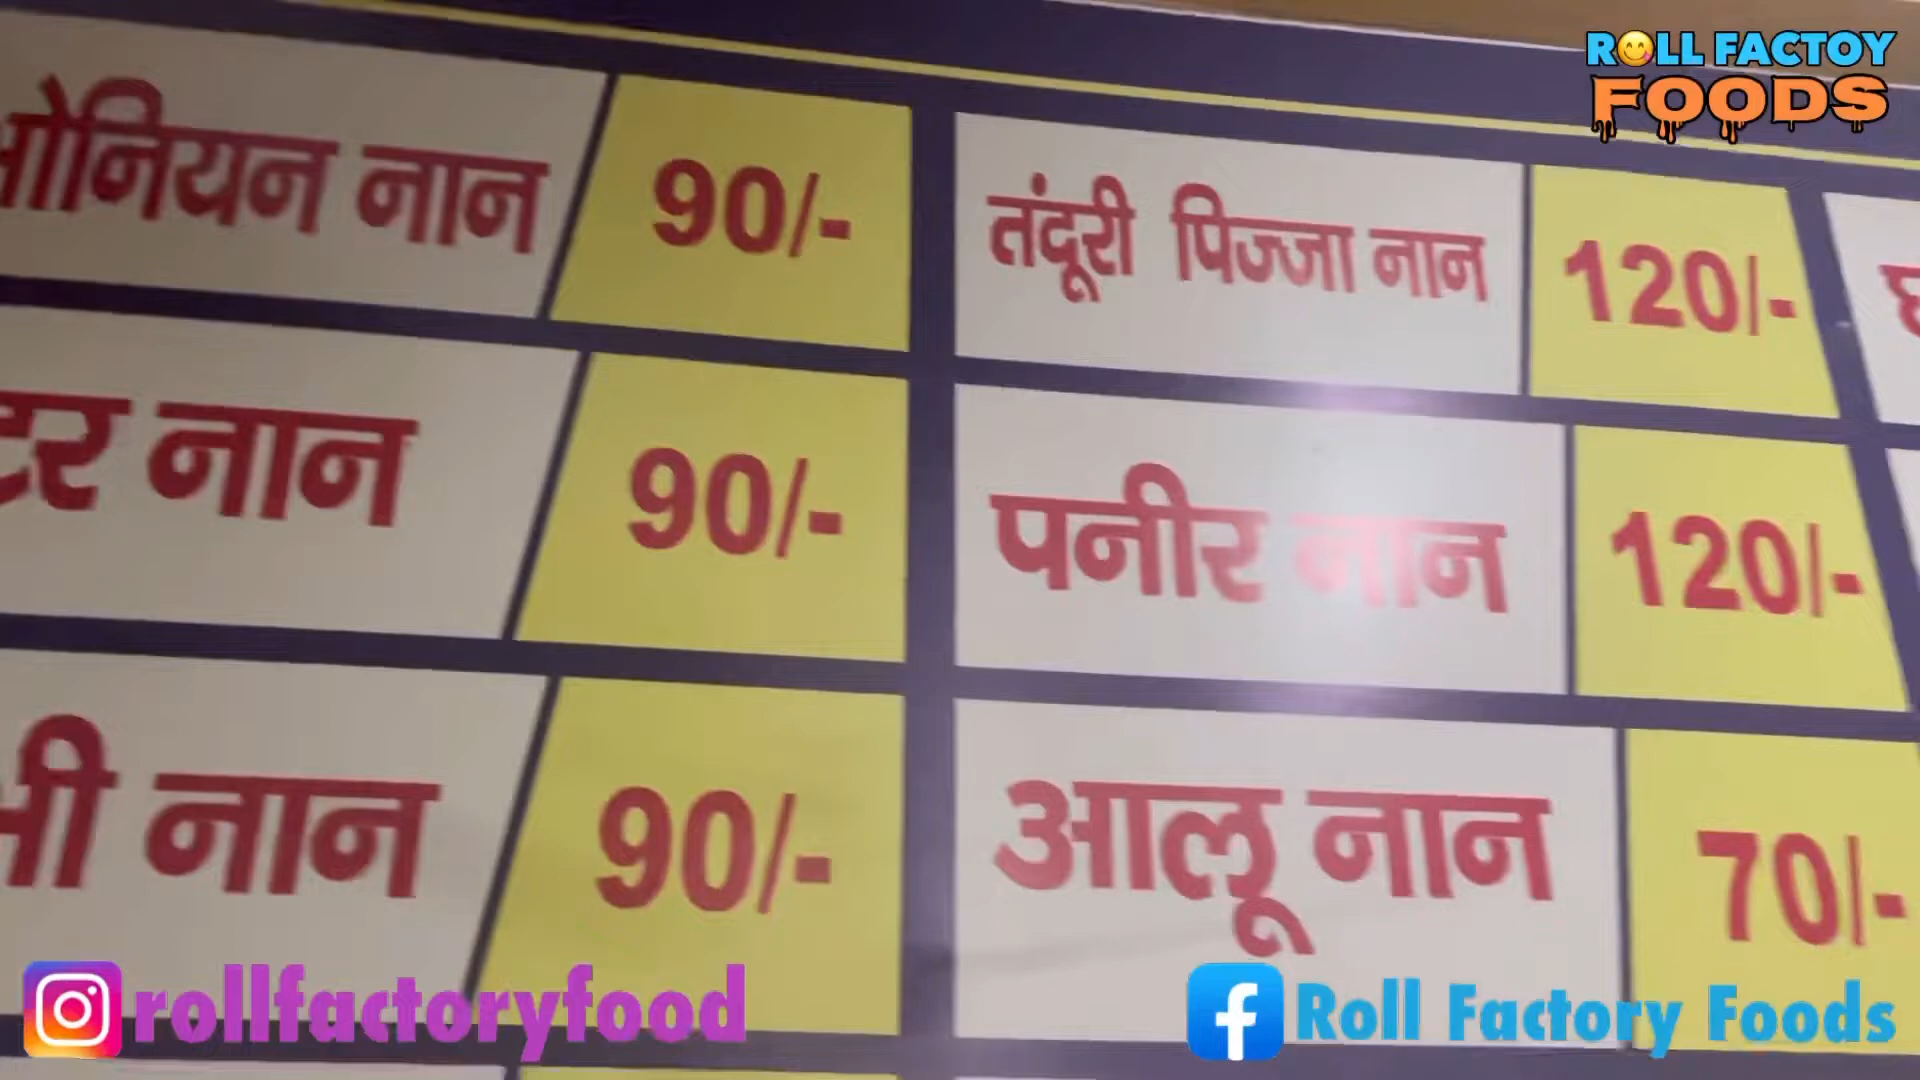 ROLL FACTOY
FOODS
ओनियन नान 90/-
तंदूरी पिज्जा नान 120/-
नान 90/-
पनीर नान 120/-
नान 90/-
आलू नान 70/-
rollfactoryfood
Roll Factory Foods